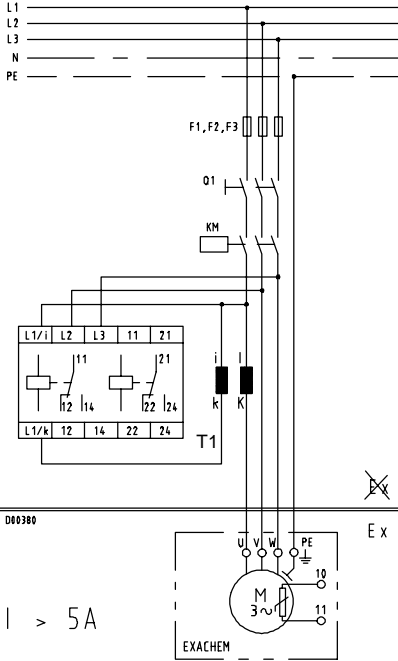 L1
L2
L3
N
PE
F1,F2,F3
Q1
KM
L1/i L2 L3 11 21
11 21
12 14 22 24
L1/k 12 14 22 24
i l
k K
T1
Ex
D00380
Ex
U V W PE
10
M
3~
11
I > 5A
EXACHEM